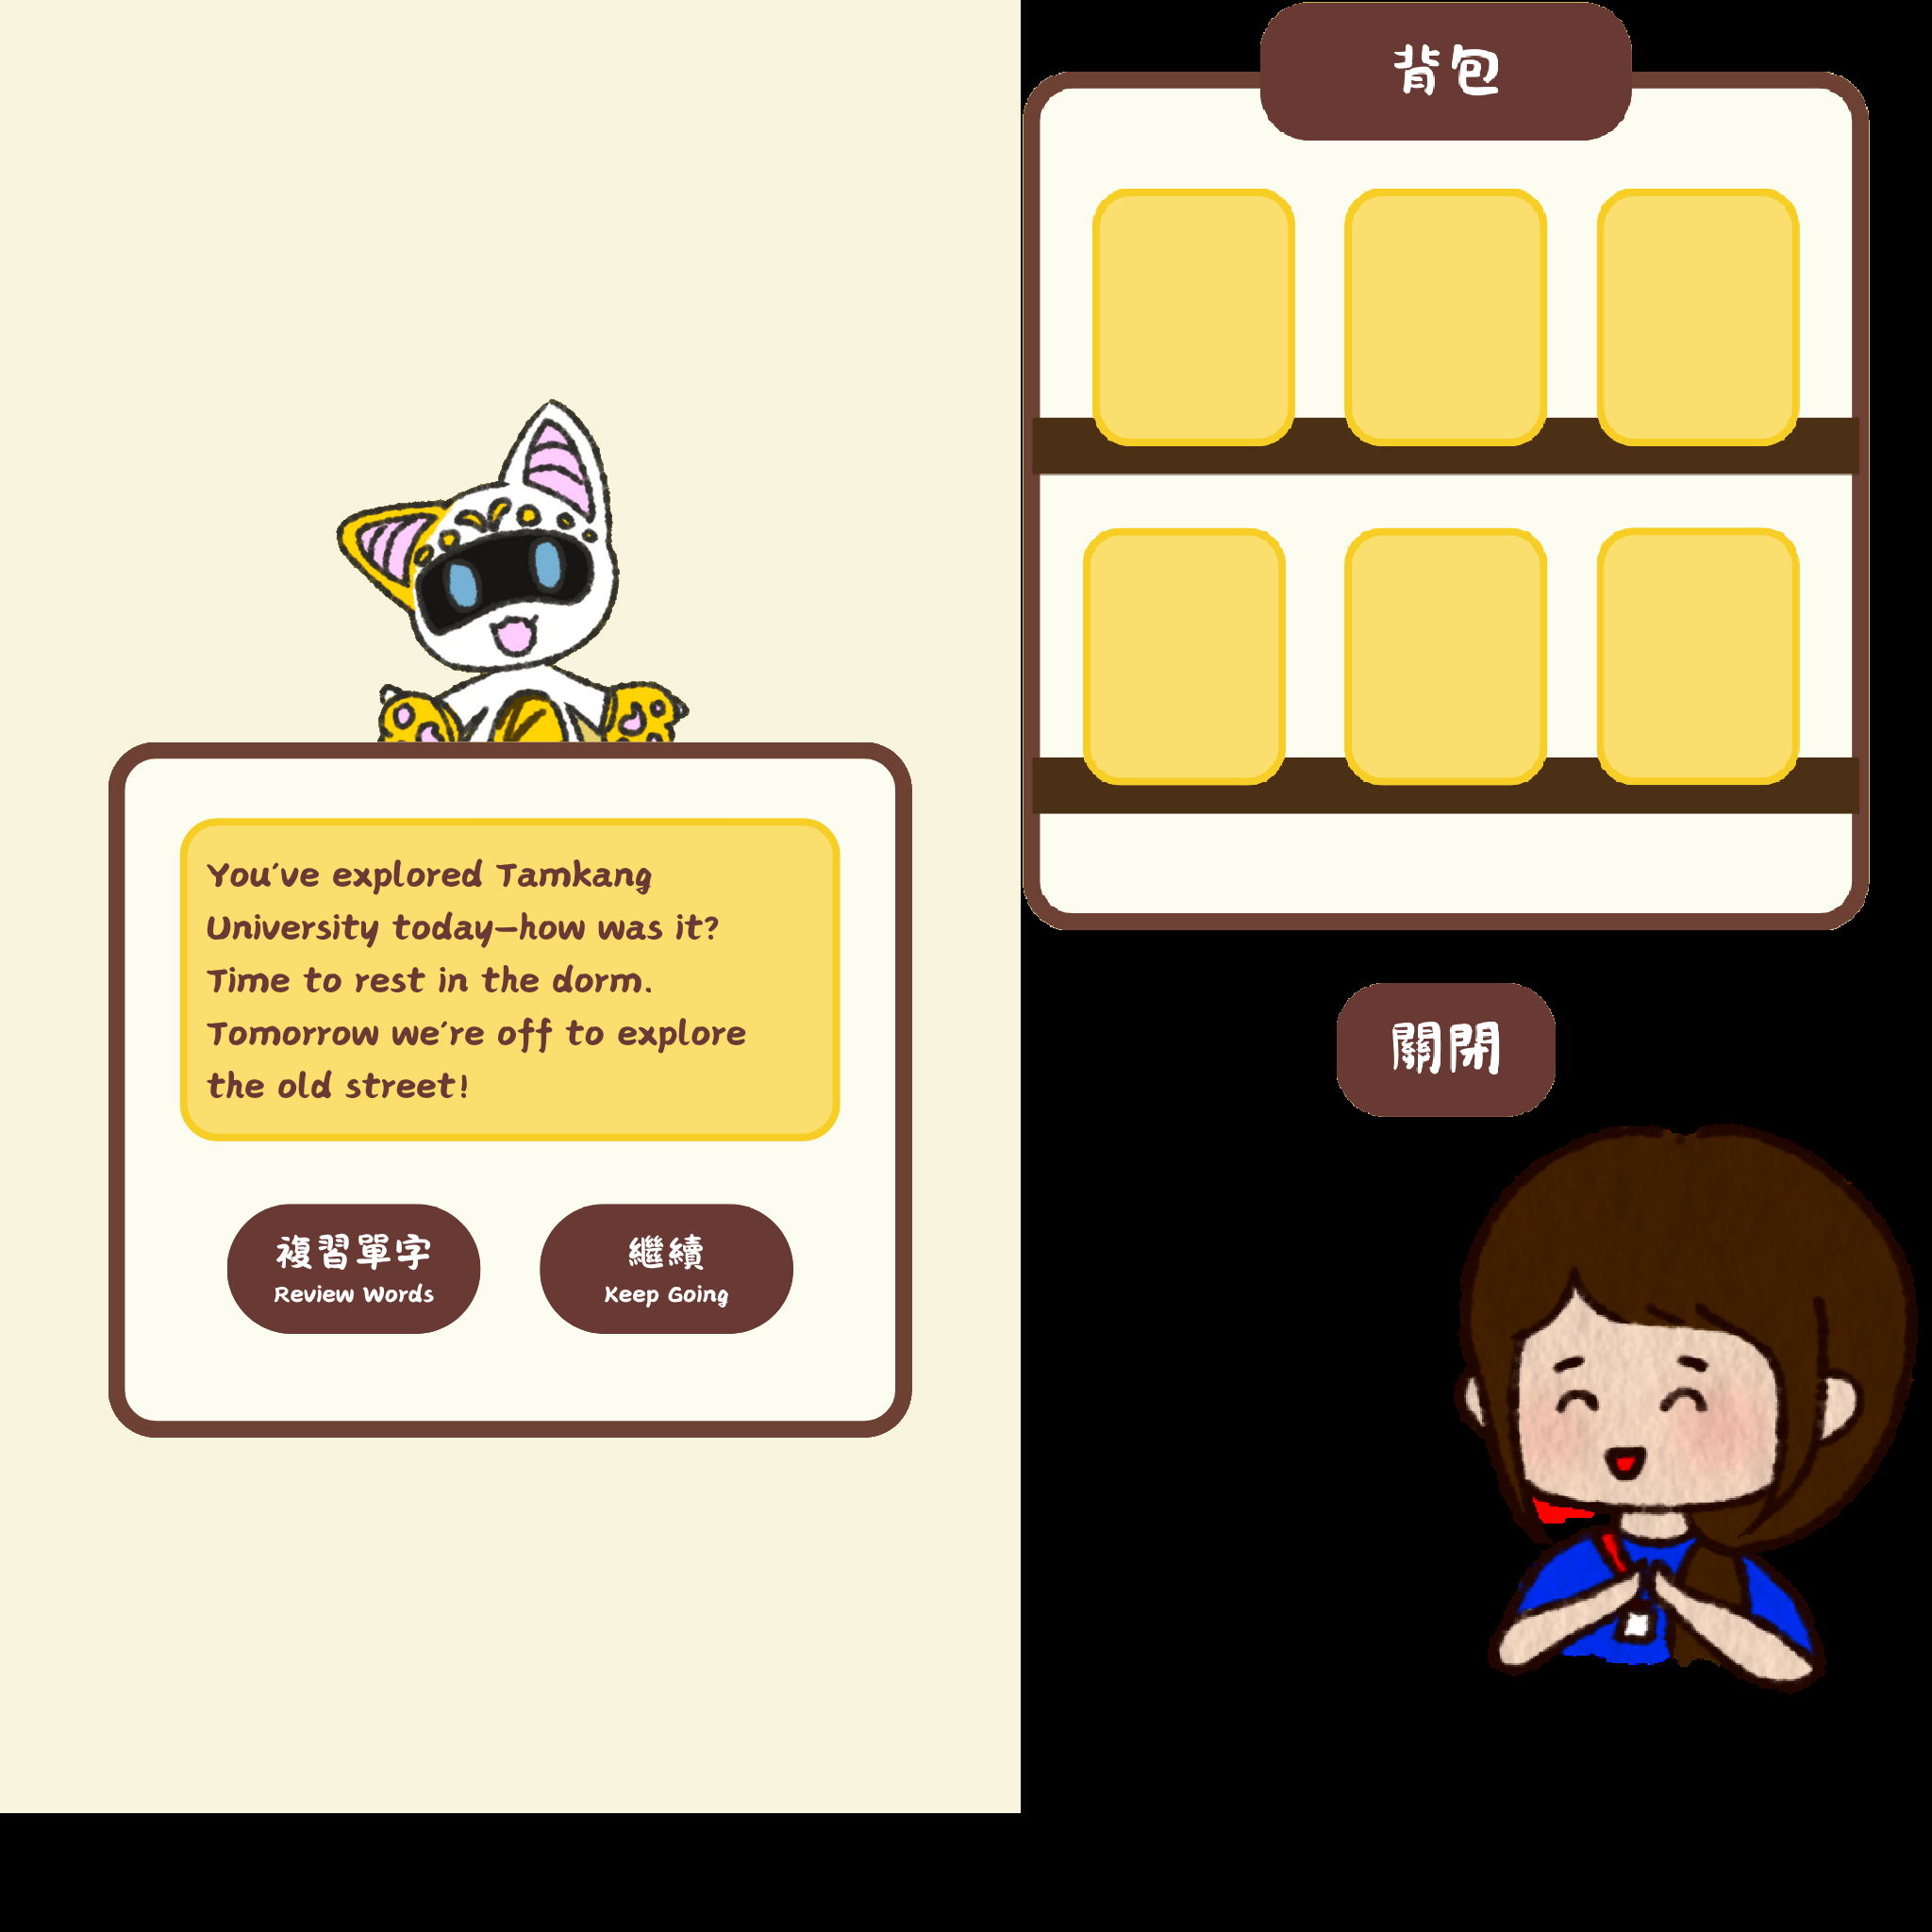 You've explored Tamkang
University today—how was it?
Time to rest in the dorm.
Tomorrow we're off to explore
the old street!
複習單字
Review Words
繼續
Keep Going
背包
關閉